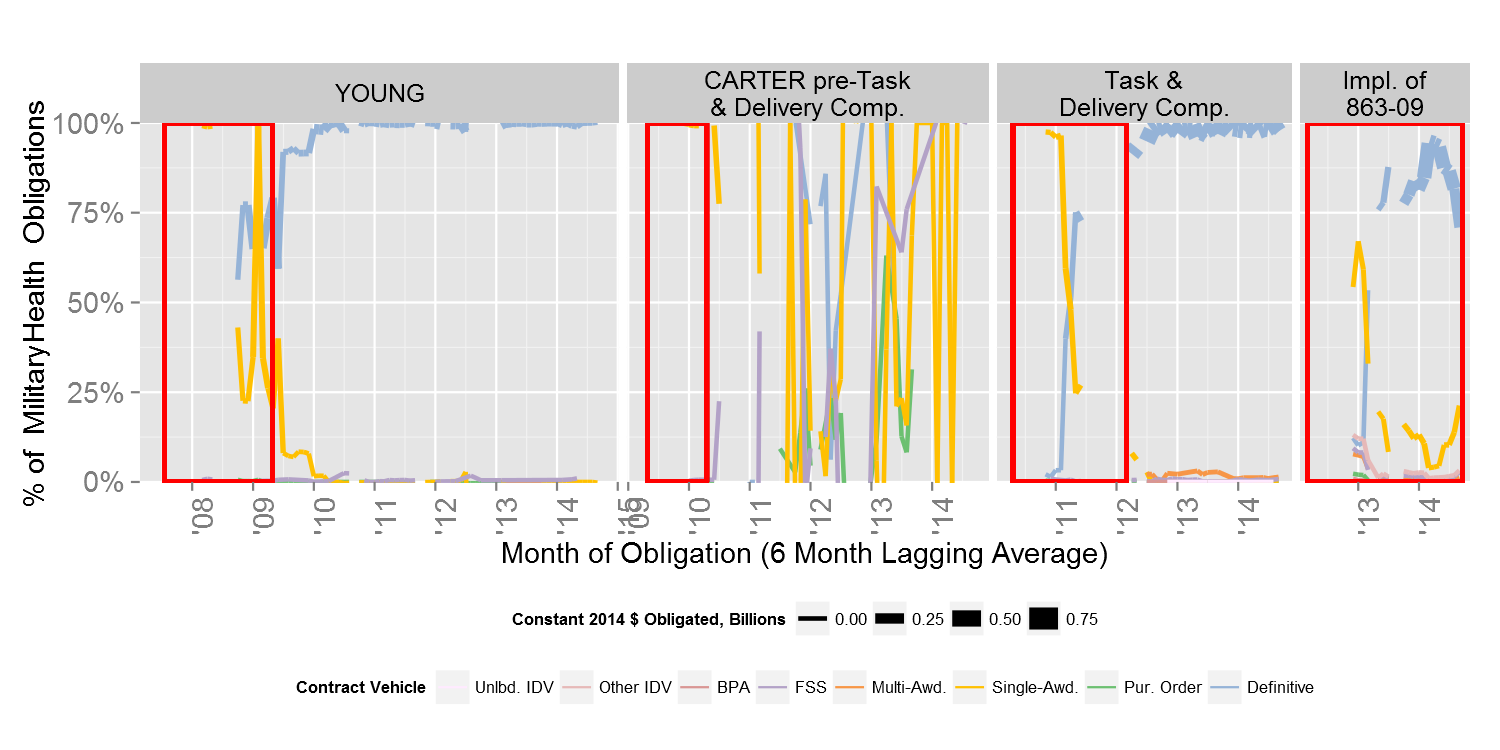 YOUNG
CARTER pre-Task
& Delivery Comp.
Task &
Delivery Comp.
Impl. of
863-09
% of MilitaryHealth Obligations
100%
75%
50%
25%
0%
'08
'09
'10
'11
'12
'13
'14
'15
'09
'10
'11
'12
'13
'14
'11
'12
'13
'14
'13
'14
Month of Obligation (6 Month Lagging Average)
Constant 2014 $ Obligated, Billions 0.00 0.25 0.50 0.75
Contract Vehicle Unlbd. IDV Other IDV BPA FSS Multi-Awd. Single-Awd. Pur. Order Definitive